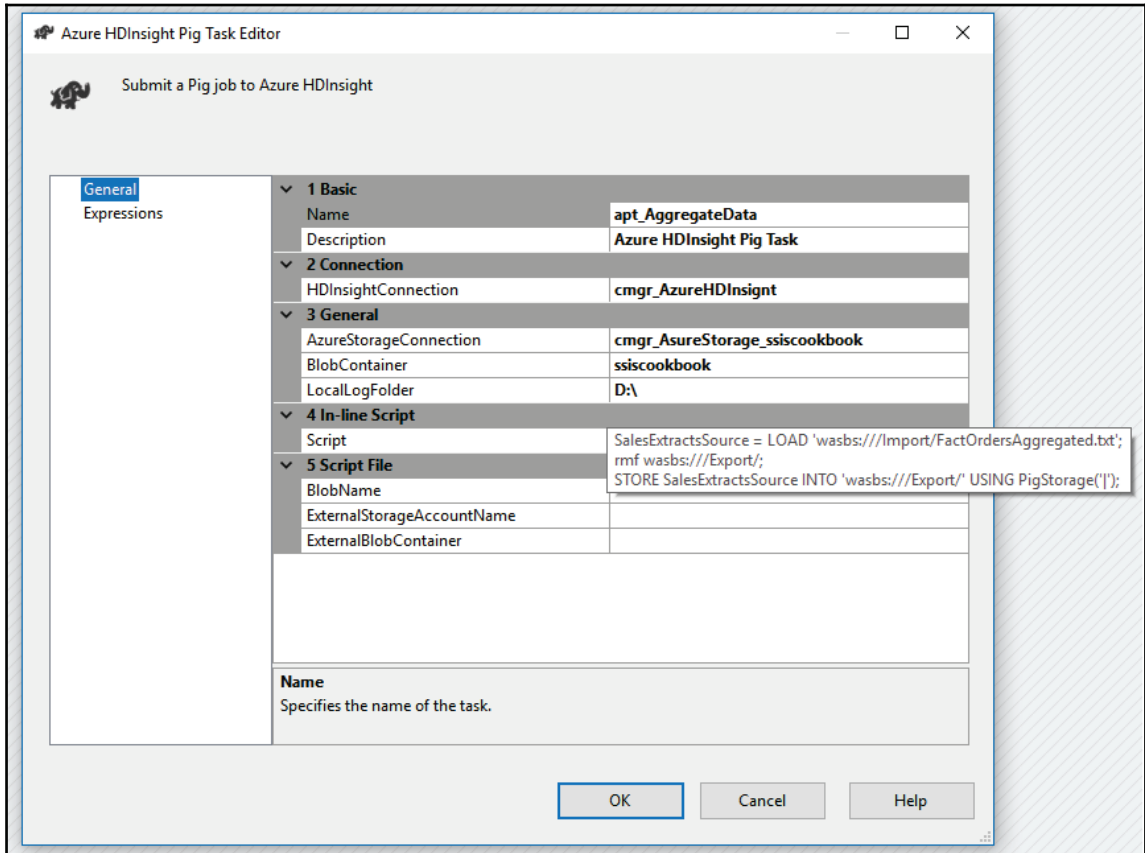 Azure HDInsight Pig Task Editor
Submit a Pig job to Azure HDInsight
General
Expressions
1 Basic
Name apt_AggregateData
Description Azure HDInsight Pig Task
2 Connection
HDInsightConnection cmgr_AzureHDInsignt
3 General
AzureStorageConnection cmgr_AsureStorage_ssiscookbook
BlobContainer ssiscookbook
LocalLogFolder D:\
4 In-line Script
Script SalesExtractsSource = LOAD 'wasbs:///Import/FactOrdersAggregated.txt';
5 Script File rmf wasbs:///Export/;
BlobName STORE SalesExtractsSource INTO 'wasbs:///Export/' USING PigStorage('|');
ExternalStorageAccountName
ExternalBlobContainer
Name
Specifies the name of the task.
OK Cancel Help